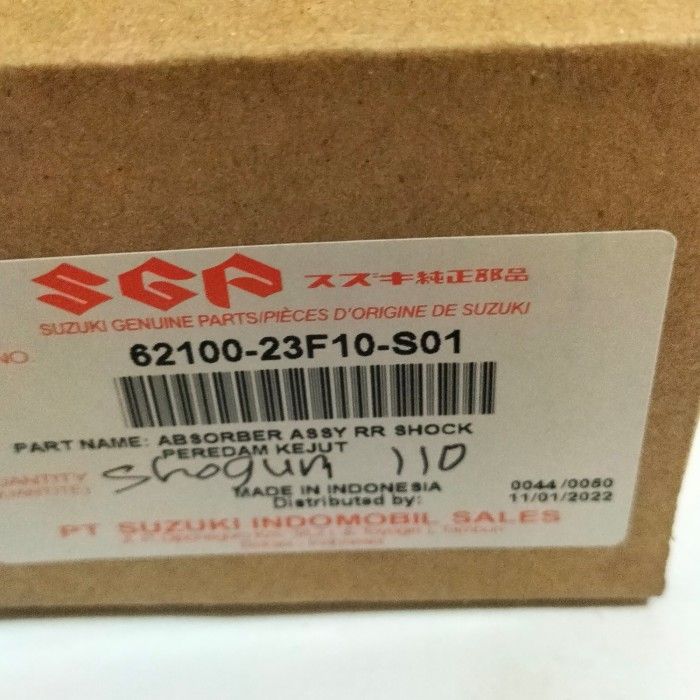 SGP スズキ純正部品
SUZUKI GENUINE PARTS/PIÈCES D'ORIGINE DE SUZUKI
NO 62100-23F10-S01
PART NAME: ABSORBER ASSY RR SHOCK
PEREDAM KEJUT
Shogun 110
MADE IN INDONESIA 0044/0050
Distributed by: 11/01/2022
PT SUZUKI INDOMOBIL SALES